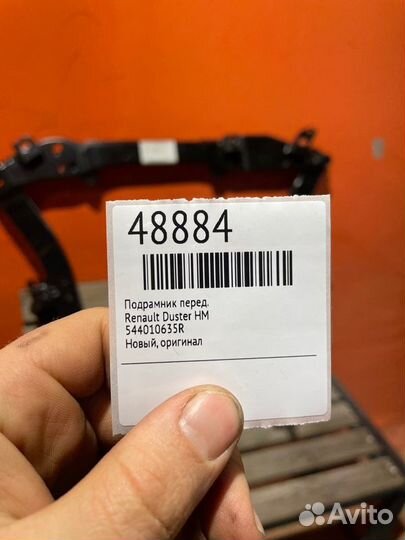 48884
Подрамник перед.
Renault Duster HM
544010635R
Новый, оригинал
Avito